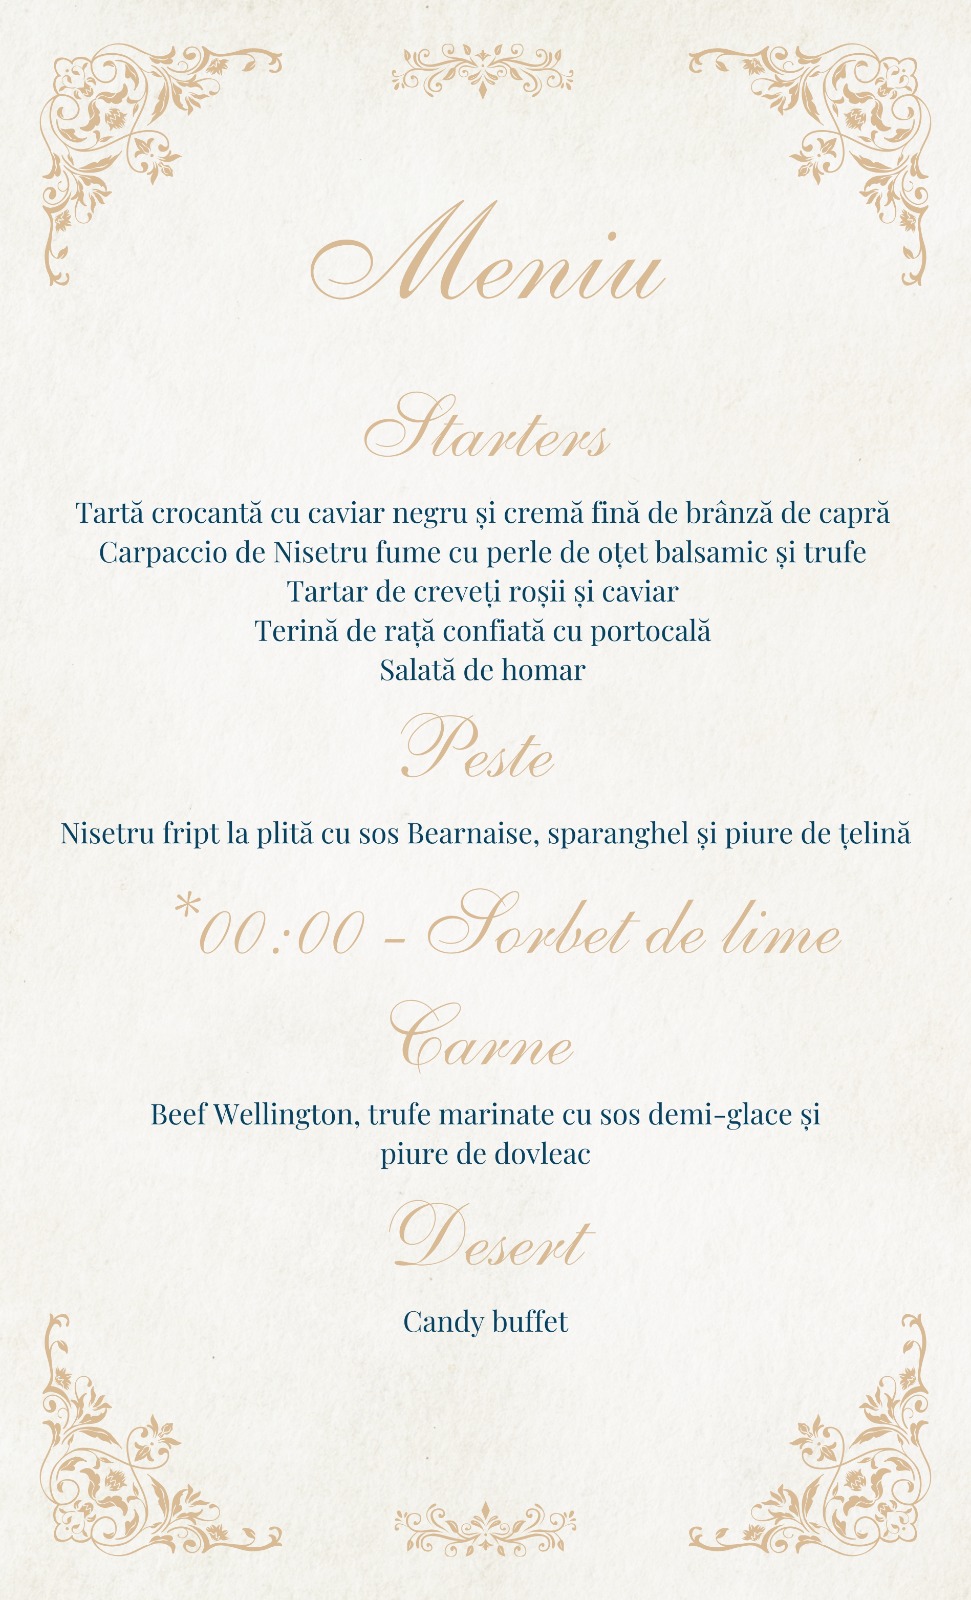 Meniu
Starters
Tartă crocantă cu caviar negru și cremă fină de brânză de capră
Carpaccio de Nisetru fume cu perle de oțet balsamic și trufe
Tartar de creveți roșii și caviar
Terină de rață confiată cu portocală
Salată de homar
Peste
Nisetru fript la plită cu sos Bearnaise, sparanghel și piure de țelină
*00:00 - Sorbet de lime
Carne
Beef Wellington, trufe marinate cu sos demi-glace și
piure de dovleac
Desert
Candy buffet